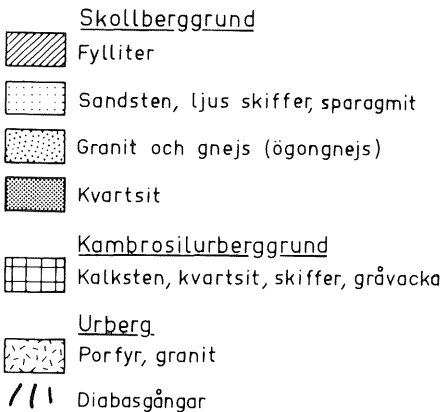 Skollberggrund
Fylliter
Sandsten, ljus skiffer, sparagmit
Granit och gnejs (ögongnejs)
Kvartsit
Kambrosilurberggrund
Kalksten, kvartsit, skiffer, gråvacka
Urberg
Porfyr, granit
Diabasgångar